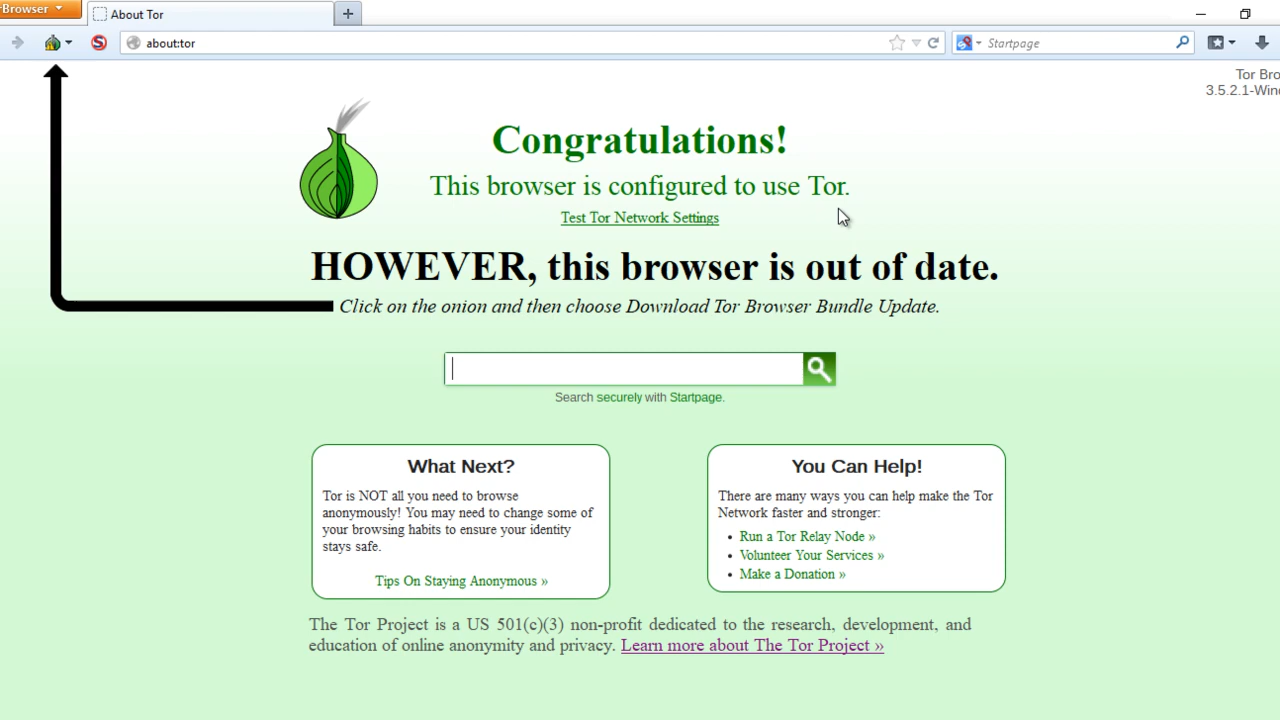 Browser
About Tor
about:tor
Startpage
Tor Bro
3.5.2.1-Wind
Congratulations!
This browser is configured to use Tor.
Test Tor Network Settings
HOWEVER, this browser is out of date.
Click on the onion and then choose Download Tor Browser Bundle Update.
Search securely with Startpage.
What Next?
Tor is NOT all you need to browse
anonymously! You may need to change some of
your browsing habits to ensure your identity
stays safe.
Tips On Staying Anonymous »
You Can Help!
There are many ways you can help make the Tor
Network faster and stronger:
• Run a Tor Relay Node »
• Volunteer Your Services »
• Make a Donation »
The Tor Project is a US 501(c)(3) non-profit dedicated to the research, development, and
education of online anonymity and privacy. Learn more about The Tor Project »